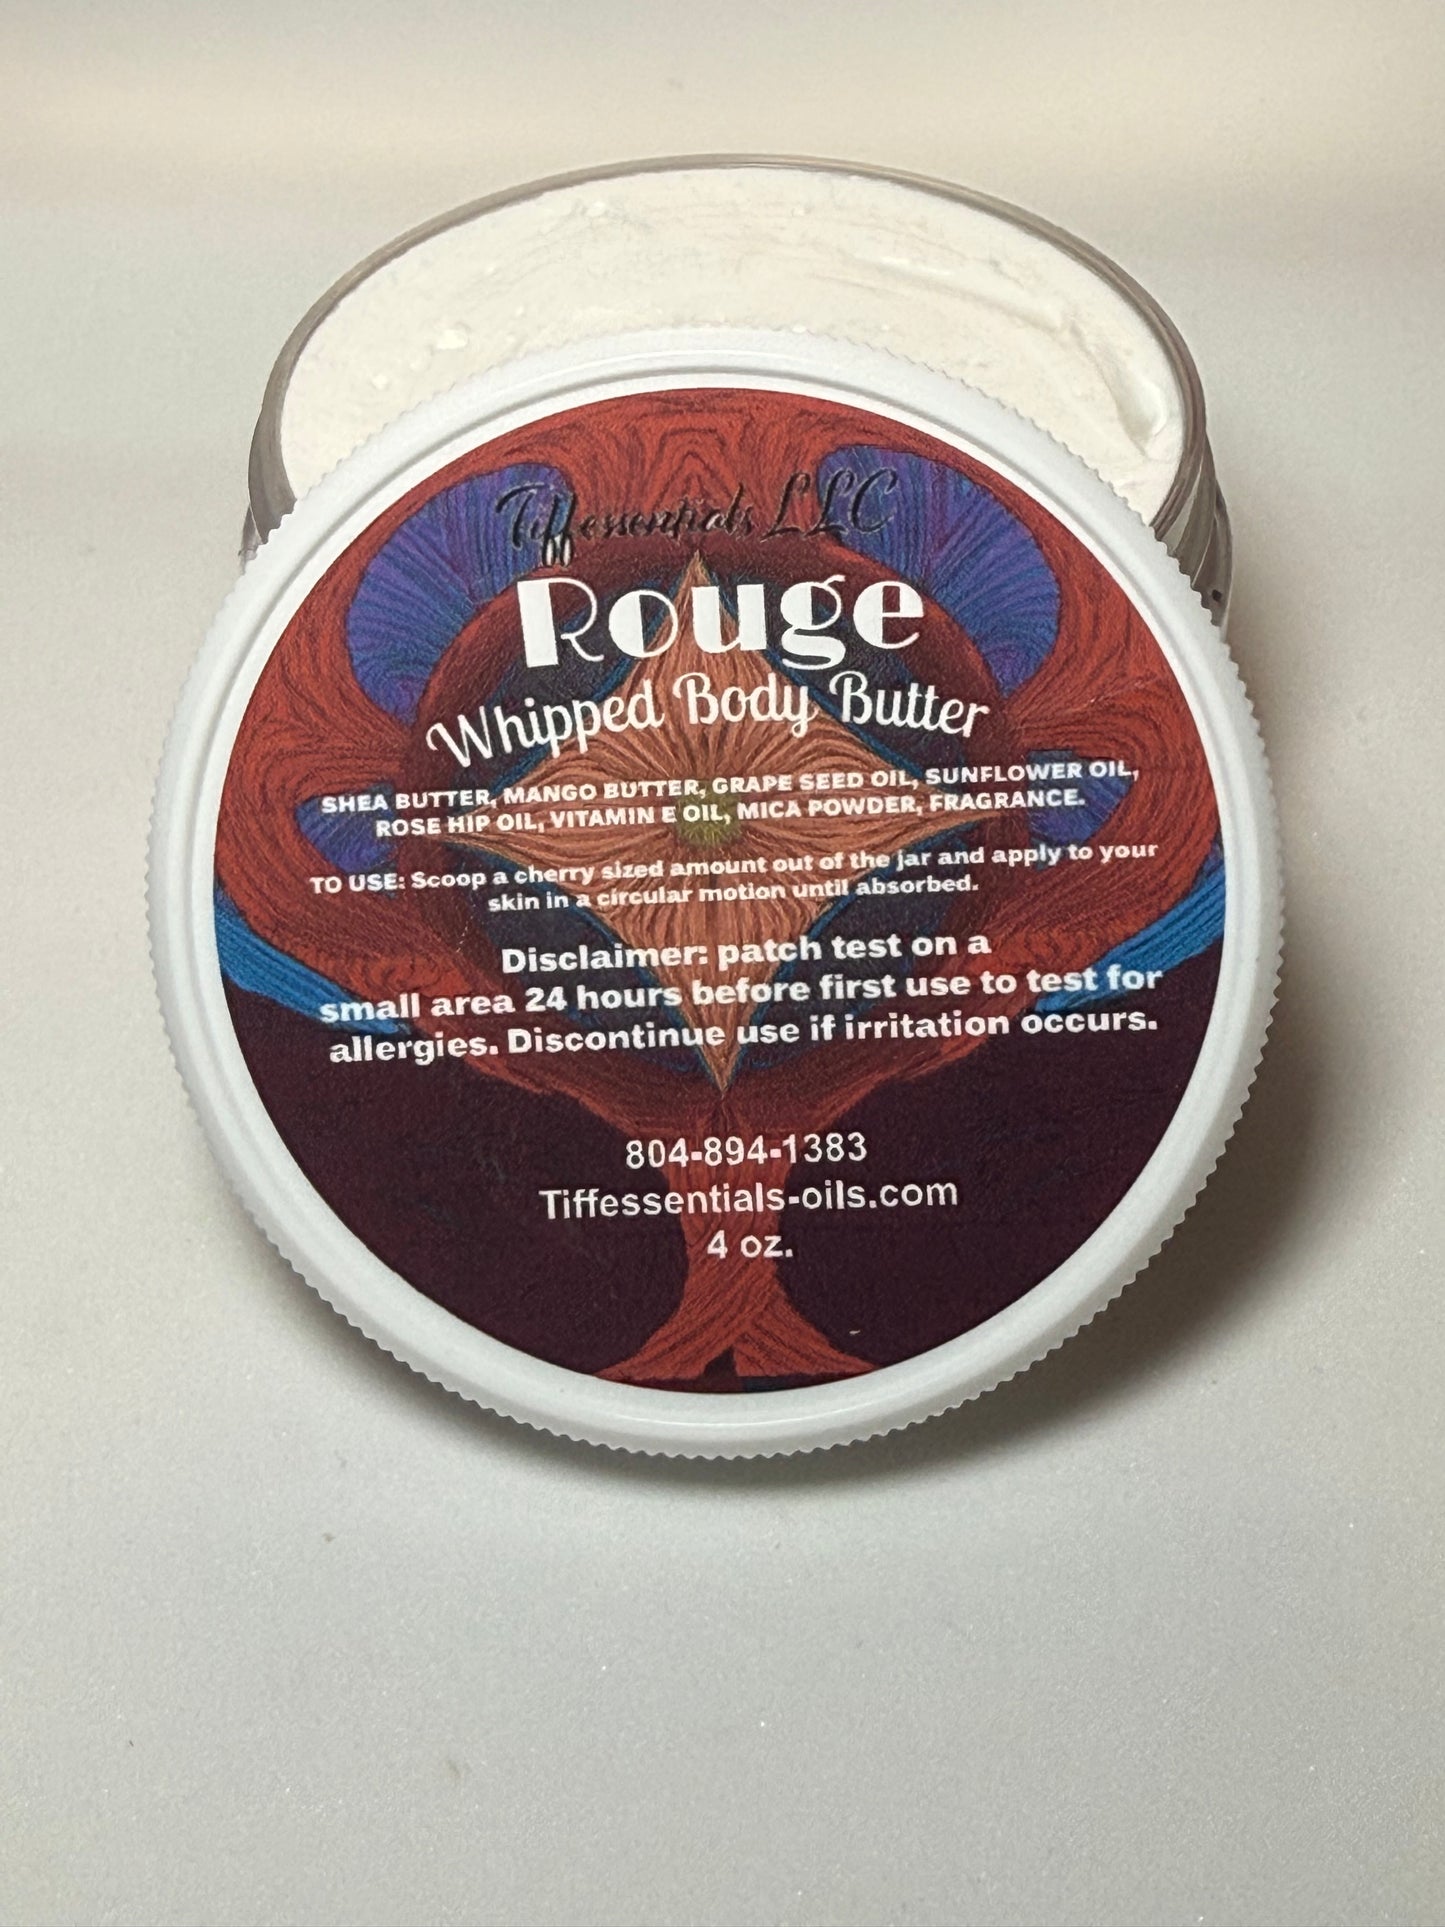 Tiffessentials LLC
Rouge
Whipped Body Butter
SHEA BUTTER, MANGO BUTTER, GRAPE SEED OIL, SUNFLOWER OIL,
ROSE HIP OIL, VITAMIN E OIL, MICA POWDER, FRAGRANCE.
TO USE: Scoop a cherry sized amount out of the jar and apply to your
skin in a circular motion until absorbed.
Disclaimer: patch test on a
small area 24 hours before first use to test for
allergies. Discontinue use if irritation occurs.
804-894-1383
Tiffessentials-oils.com
4 oz.